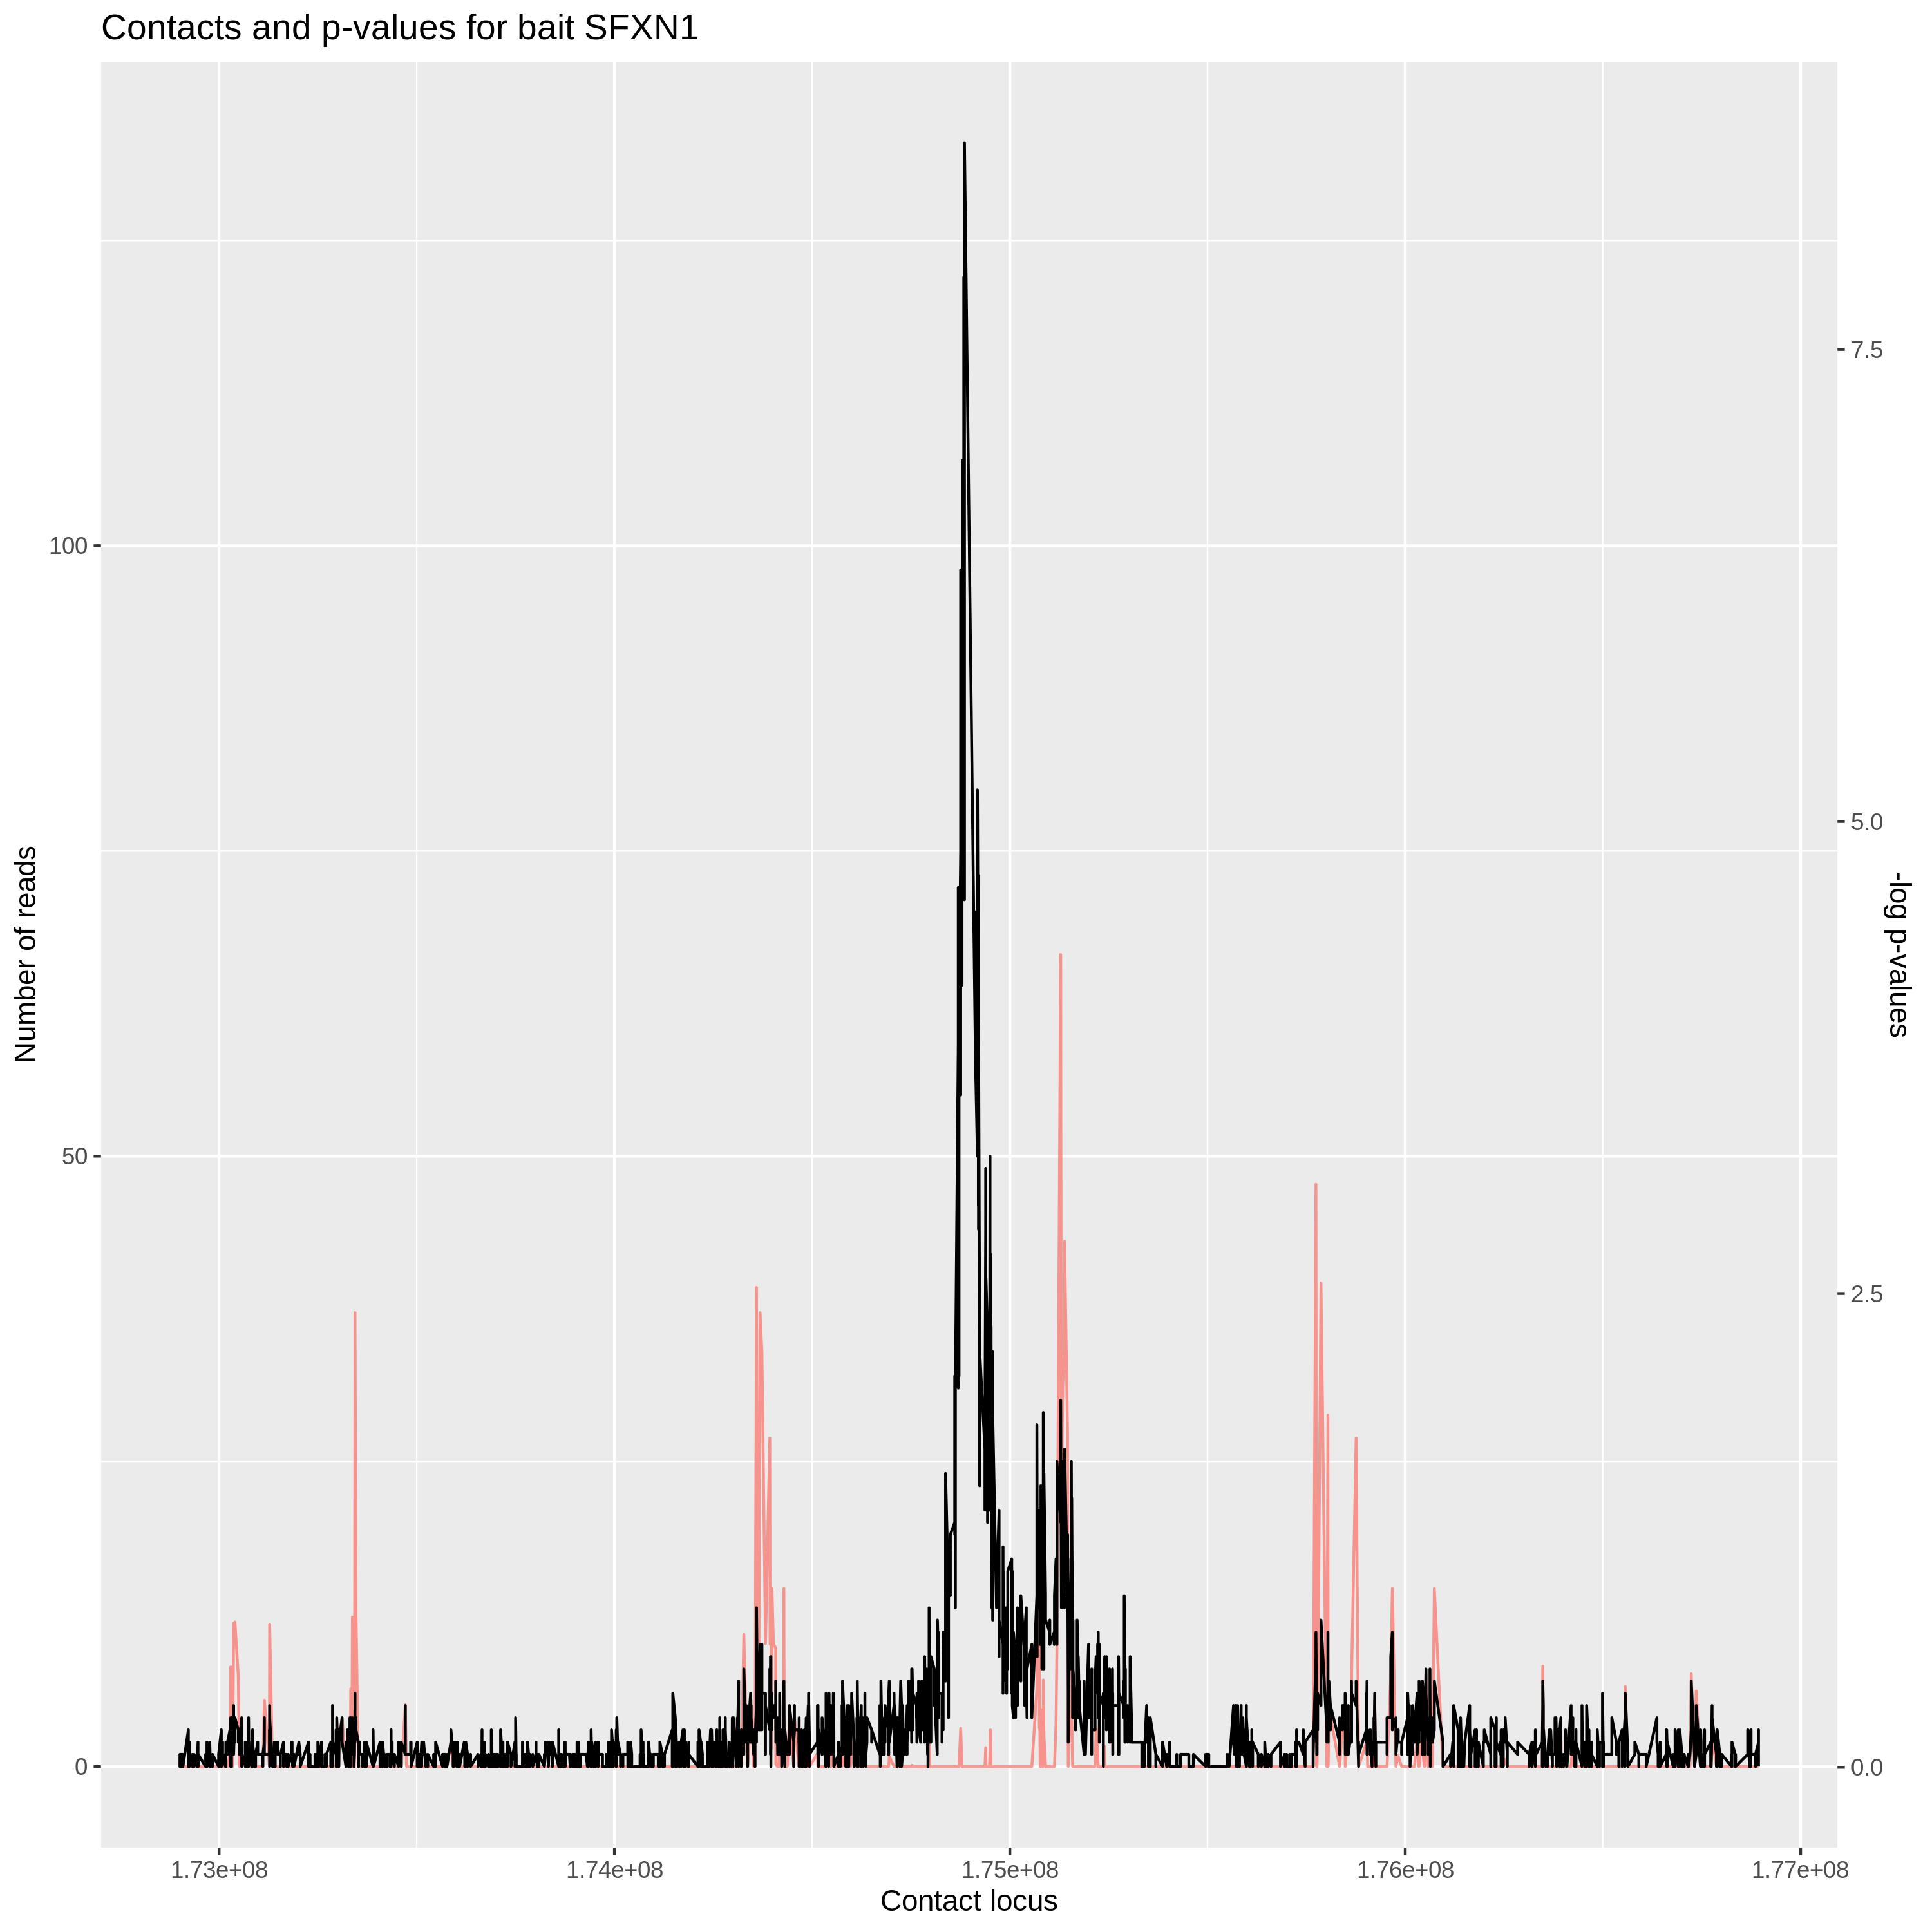 Contacts and p-values for bait SFXN1
Number of reads
100
50
0
7.5
5.0
2.5
0.0
-log p-values
1.73e+08
1.74e+08
1.75e+08
1.76e+08
1.77e+08
Contact locus